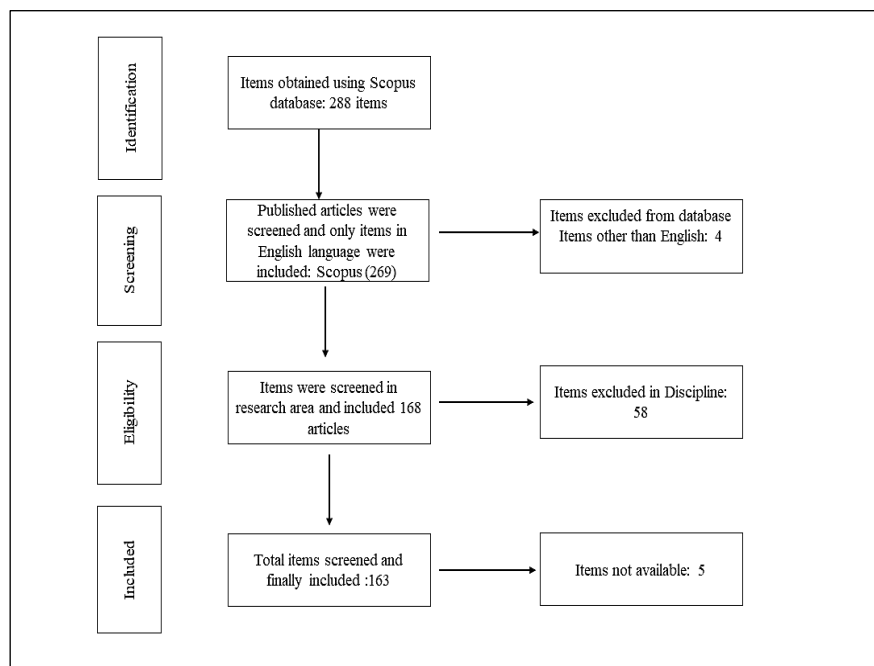 Identification
Items obtained using Scopus
database: 288 items
Screening
Published articles were
screened and only items in
English language were
included: Scopus (269)
Items excluded from database
Items other than English: 4
Eligibility
Items were screened in
research area and included 168
articles
Items excluded in Discipline:
58
Included
Total items screened and
finally included :163
Items not available: 5